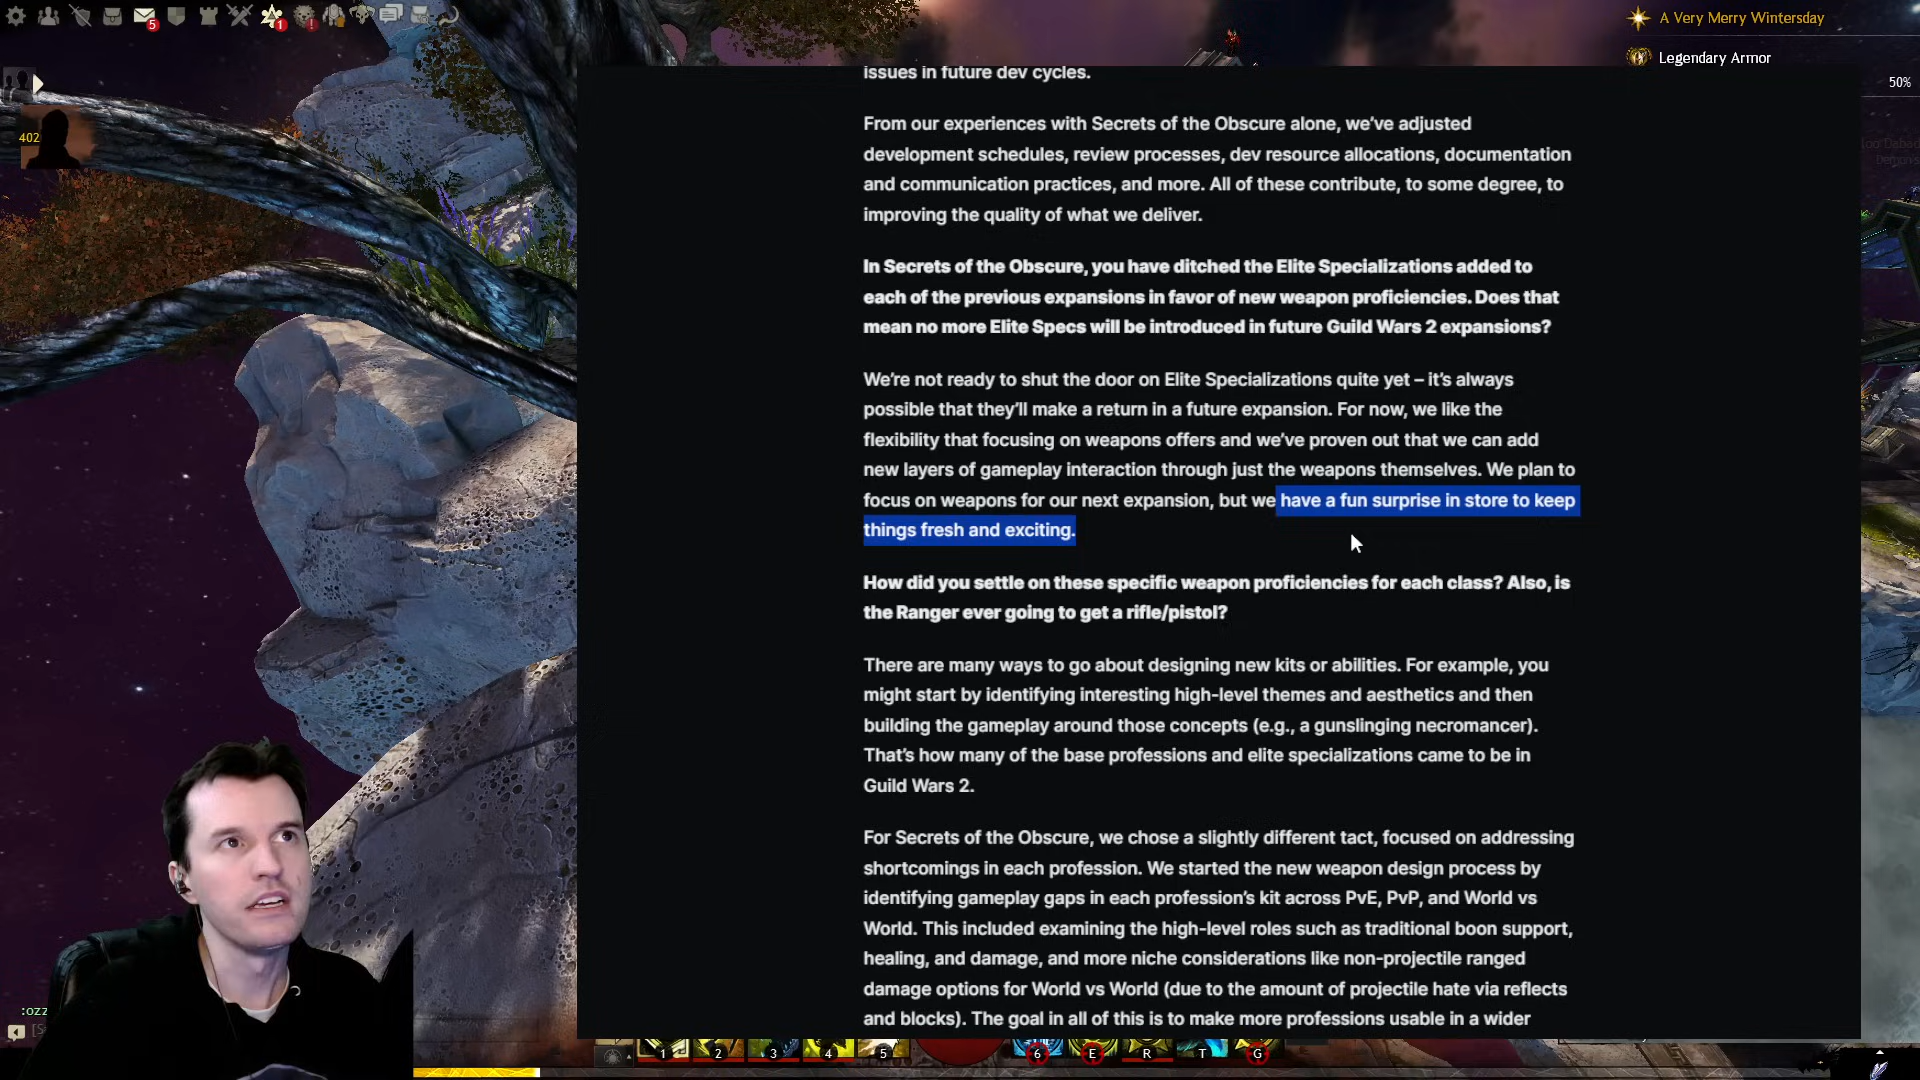 5
1
A Very Merry Wintersday
Legendary Armor
50%
402
issues in future dev cycles.
From our experiences with Secrets of the Obscure alone, we’ve adjusted
development schedules, review processes, dev resource allocations, documentation
and communication practices, and more. All of these contribute, to some degree, to
improving the quality of what we deliver.
In Secrets of the Obscure, you have ditched the Elite Specializations added to
each of the previous expansions in favor of new weapon proficiencies. Does that
mean no more Elite Specs will be introduced in future Guild Wars 2 expansions?
We’re not ready to shut the door on Elite Specializations quite yet – it’s always
possible that they’ll make a return in a future expansion. For now, we like the
flexibility that focusing on weapons offers and we’ve proven out that we can add
new layers of gameplay interaction through just the weapons themselves. We plan to
focus on weapons for our next expansion, but we have a fun surprise in store to keep
things fresh and exciting.
How did you settle on these specific weapon proficiencies for each class? Also, is
the Ranger ever going to get a rifle/pistol?
There are many ways to go about designing new kits or abilities. For example, you
might start by identifying interesting high-level themes and aesthetics and then
building the gameplay around those concepts (e.g., a gunslinging necromancer).
That’s how many of the base professions and elite specializations came to be in
Guild Wars 2.
For Secrets of the Obscure, we chose a slightly different tact, focused on addressing
shortcomings in each profession. We started the new weapon design process by
identifying gameplay gaps in each profession’s kit across PvE, PvP, and World vs
World. This included examining the high-level roles such as traditional boon support,
healing, and damage, and more niche considerations like non-projectile ranged
damage options for World vs World (due to the amount of projectile hate via reflects
and blocks). The goal in all of this is to make more professions usable in a wider
:ozz
1 2 3 4 5 6 E R T G